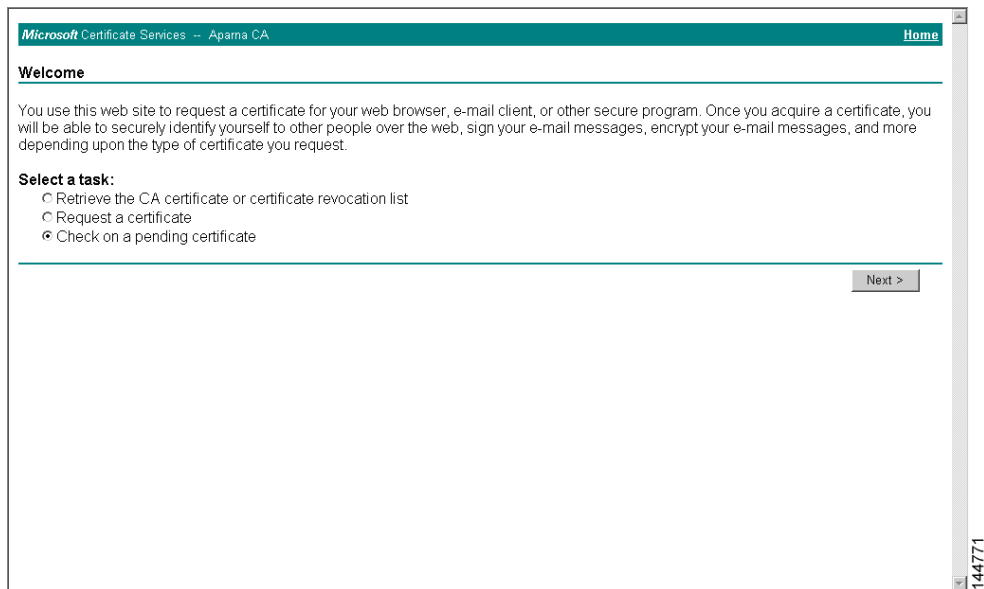 Microsoft Certificate Services -- Aparna CA Home
Welcome
You use this web site to request a certificate for your web browser, e-mail client, or other secure program. Once you acquire a certificate, you
will be able to securely identify yourself to other people over the web, sign your e-mail messages, encrypt your e-mail messages, and more
depending upon the type of certificate you request.
Select a task:
Retrieve the CA certificate or certificate revocation list
Request a certificate
Check on a pending certificate
Next >
144771